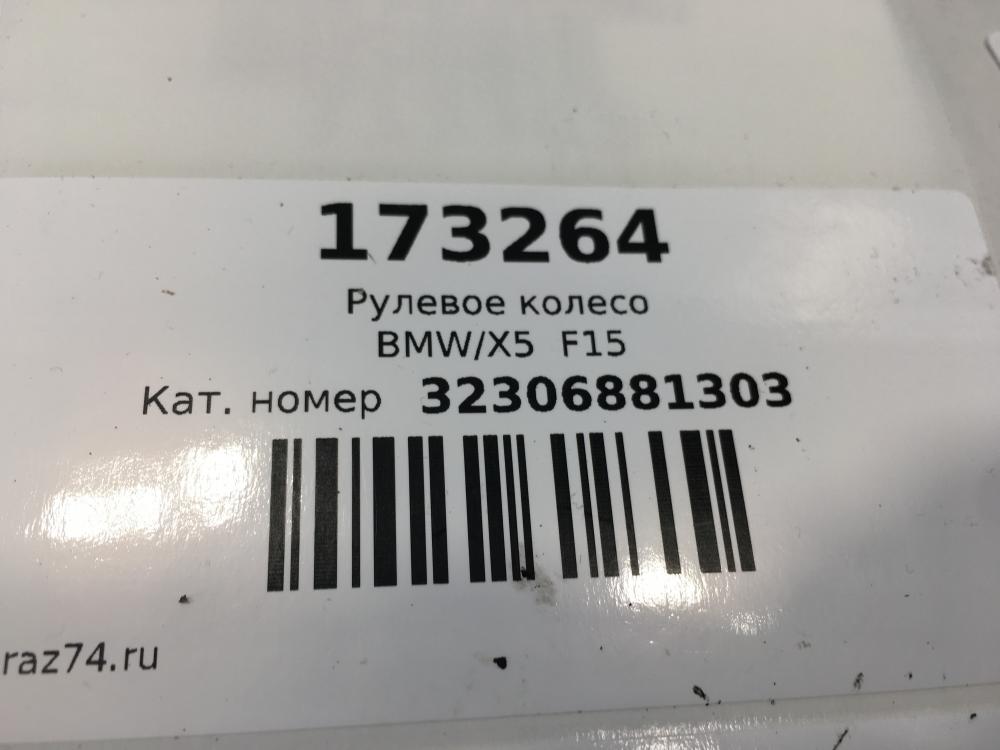 173264
Рулевое колесо
BMW/X5 F15
Кат. номер 32306881303
raz74.ru